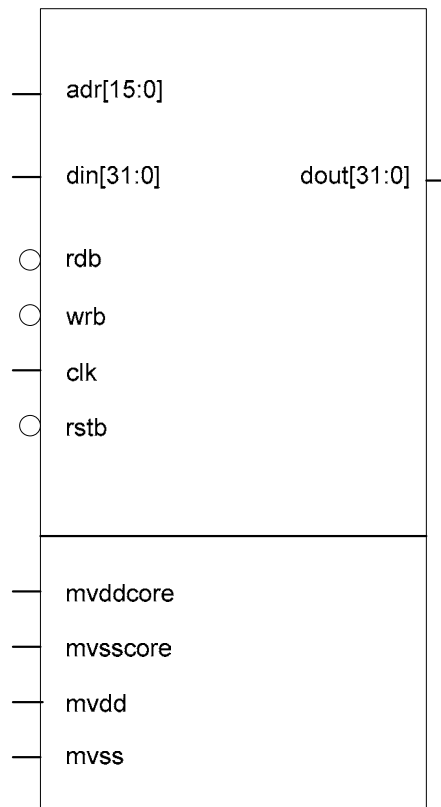 adr[15:0]
din[31:0] dout[31:0]
rdb
wrb
clk
rstb
mvddcore
mvsscore
mvdd
mvss